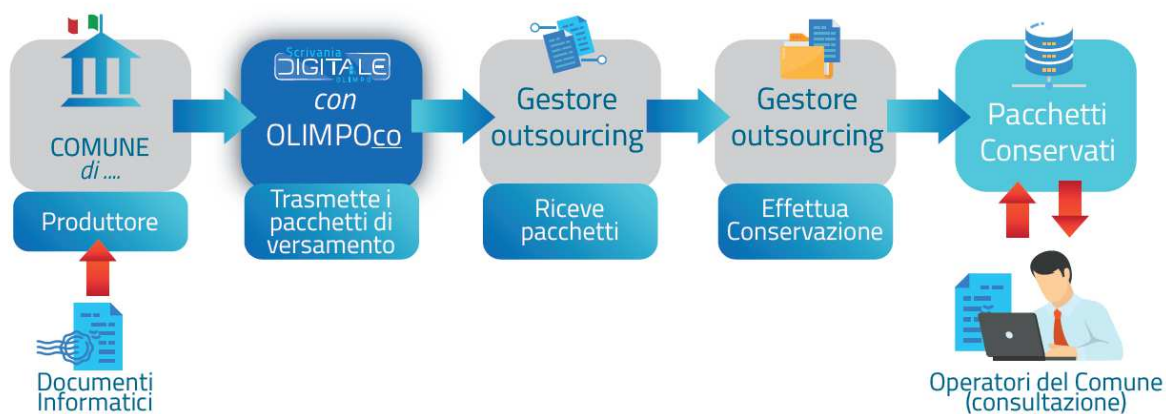 COMUNE
di ....
Produttore
Documenti
Informatici
Scrivania
DIGITALE
OLIMPO
con
OLIMPOco
Trasmette i
pacchetti di
versamento
Gestore
outsourcing
Riceve
pacchetti
Gestore
outsourcing
Effettua
Conservazione
Pacchetti
Conservati
Operatori del Comune
(consultazione)